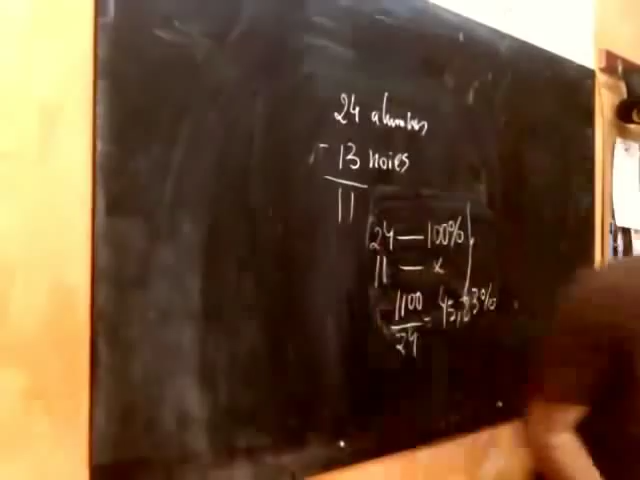 24 alumnes
- 13 noies
11
24 — 100%
11 — x
1100
24
= 45,83%